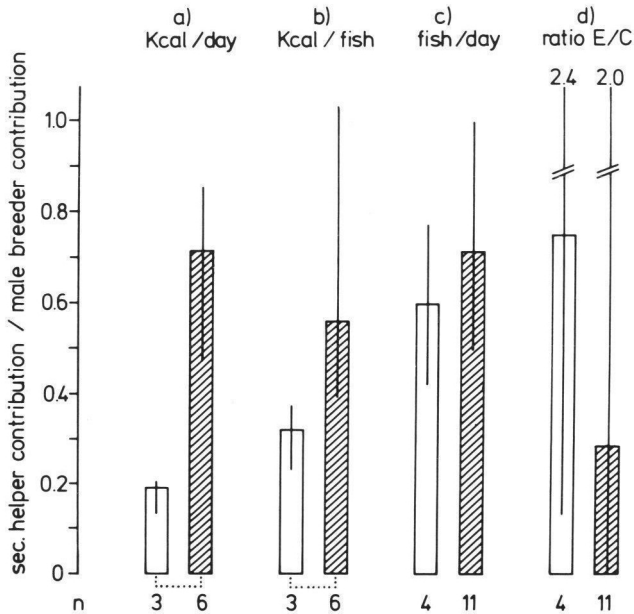 a) b) c) d)
Kcal/day Kcal/fish fish/day ratio E/C
2.4 2.0
sec. helper contribution / male breeder contribution
1.0
0.8
0.6
0.4
0.2
0
n 3 6 3 6 4 11 4 11